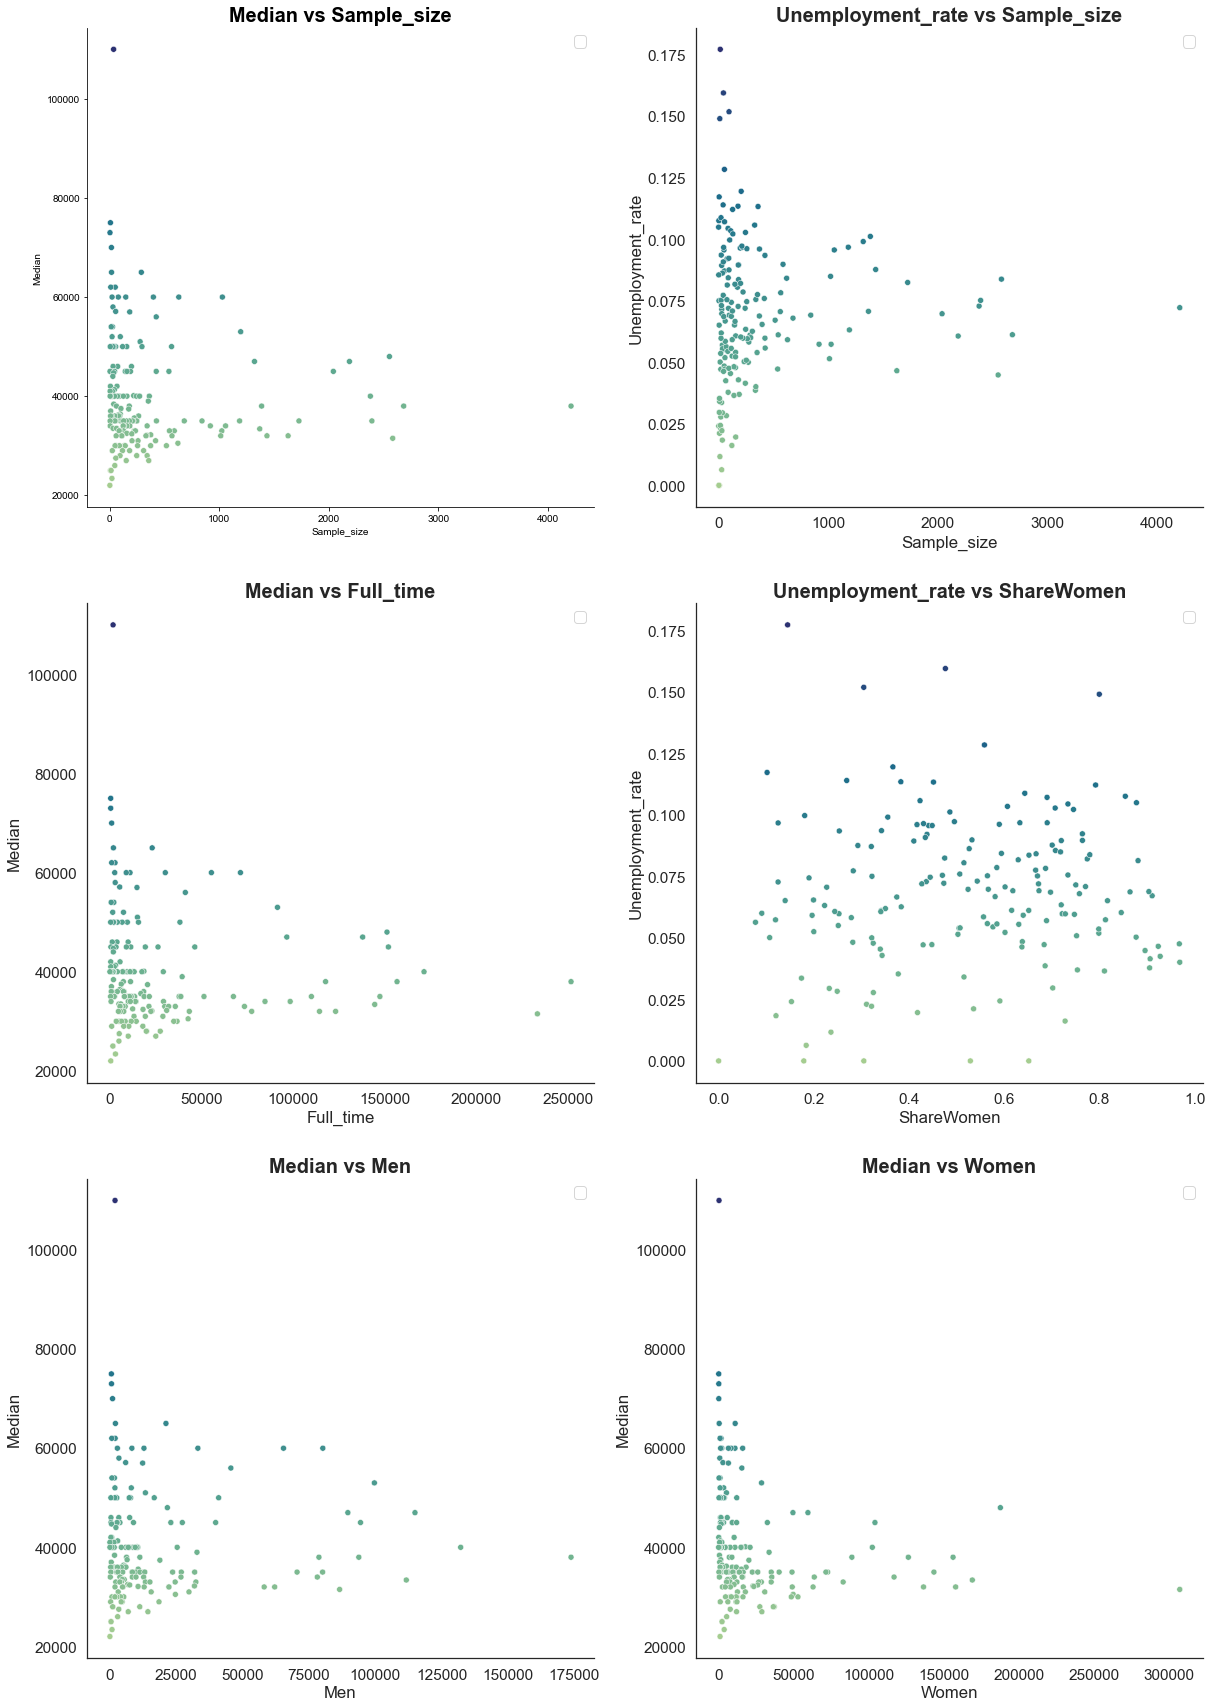 Median vs Sample_size
100000
80000
60000
40000
20000
Median
0 1000 2000 3000 4000
Sample_size
Unemployment_rate vs Sample_size
0.175
0.150
0.125
0.100
0.075
0.050
0.025
0.000
Unemployment_rate
0 1000 2000 3000 4000
Sample_size
Median vs Full_time
100000
80000
60000
40000
20000
Median
0 50000 100000 150000 200000 250000
Full_time
Unemployment_rate vs ShareWomen
0.175
0.150
0.125
0.100
0.075
0.050
0.025
0.000
Unemployment_rate
0.0 0.2 0.4 0.6 0.8 1.0
ShareWomen
Median vs Men
100000
80000
60000
40000
20000
Median
0 25000 50000 75000 100000 125000 150000 175000
Men
Median vs Women
100000
80000
60000
40000
20000
Median
0 50000 100000 150000 200000 250000 300000
Women